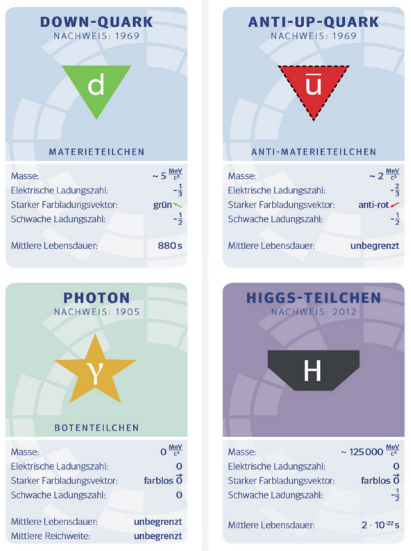 DOWN-QUARK
NACHWEIS: 1969
d
MATERIETEILCHEN
Masse: ~ 5 MeV/c²
Elektrische Ladungszahl: -1/3
Starker Farbladungsvektor: grün
Schwache Ladungszahl: -1/2
Mittlere Lebensdauer: 880 s
ANTI-UP-QUARK
NACHWEIS: 1969
u̅
ANTI-MATERIETEILCHEN
Masse: ~ 2 MeV/c²
Elektrische Ladungszahl: -2/3
Starker Farbladungsvektor: anti-rot
Schwache Ladungszahl: -1/2
Mittlere Lebensdauer: unbegrenzt
PHOTON
NACHWEIS: 1905
γ
BOTENTEILCHEN
Masse: 0 MeV/c²
Elektrische Ladungszahl: 0
Starker Farbladungsvektor: farblos 0⃗
Schwache Ladungszahl: 0
Mittlere Lebensdauer: unbegrenzt
Mittlere Reichweite: unbegrenzt
HIGGS-TEILCHEN
NACHWEIS: 2012
H
Masse: ~ 125 000 MeV/c²
Elektrische Ladungszahl: 0
Starker Farbladungsvektor: farblos 0⃗
Schwache Ladungszahl: -1/2
Mittlere Lebensdauer: 2 · 10⁻²² s